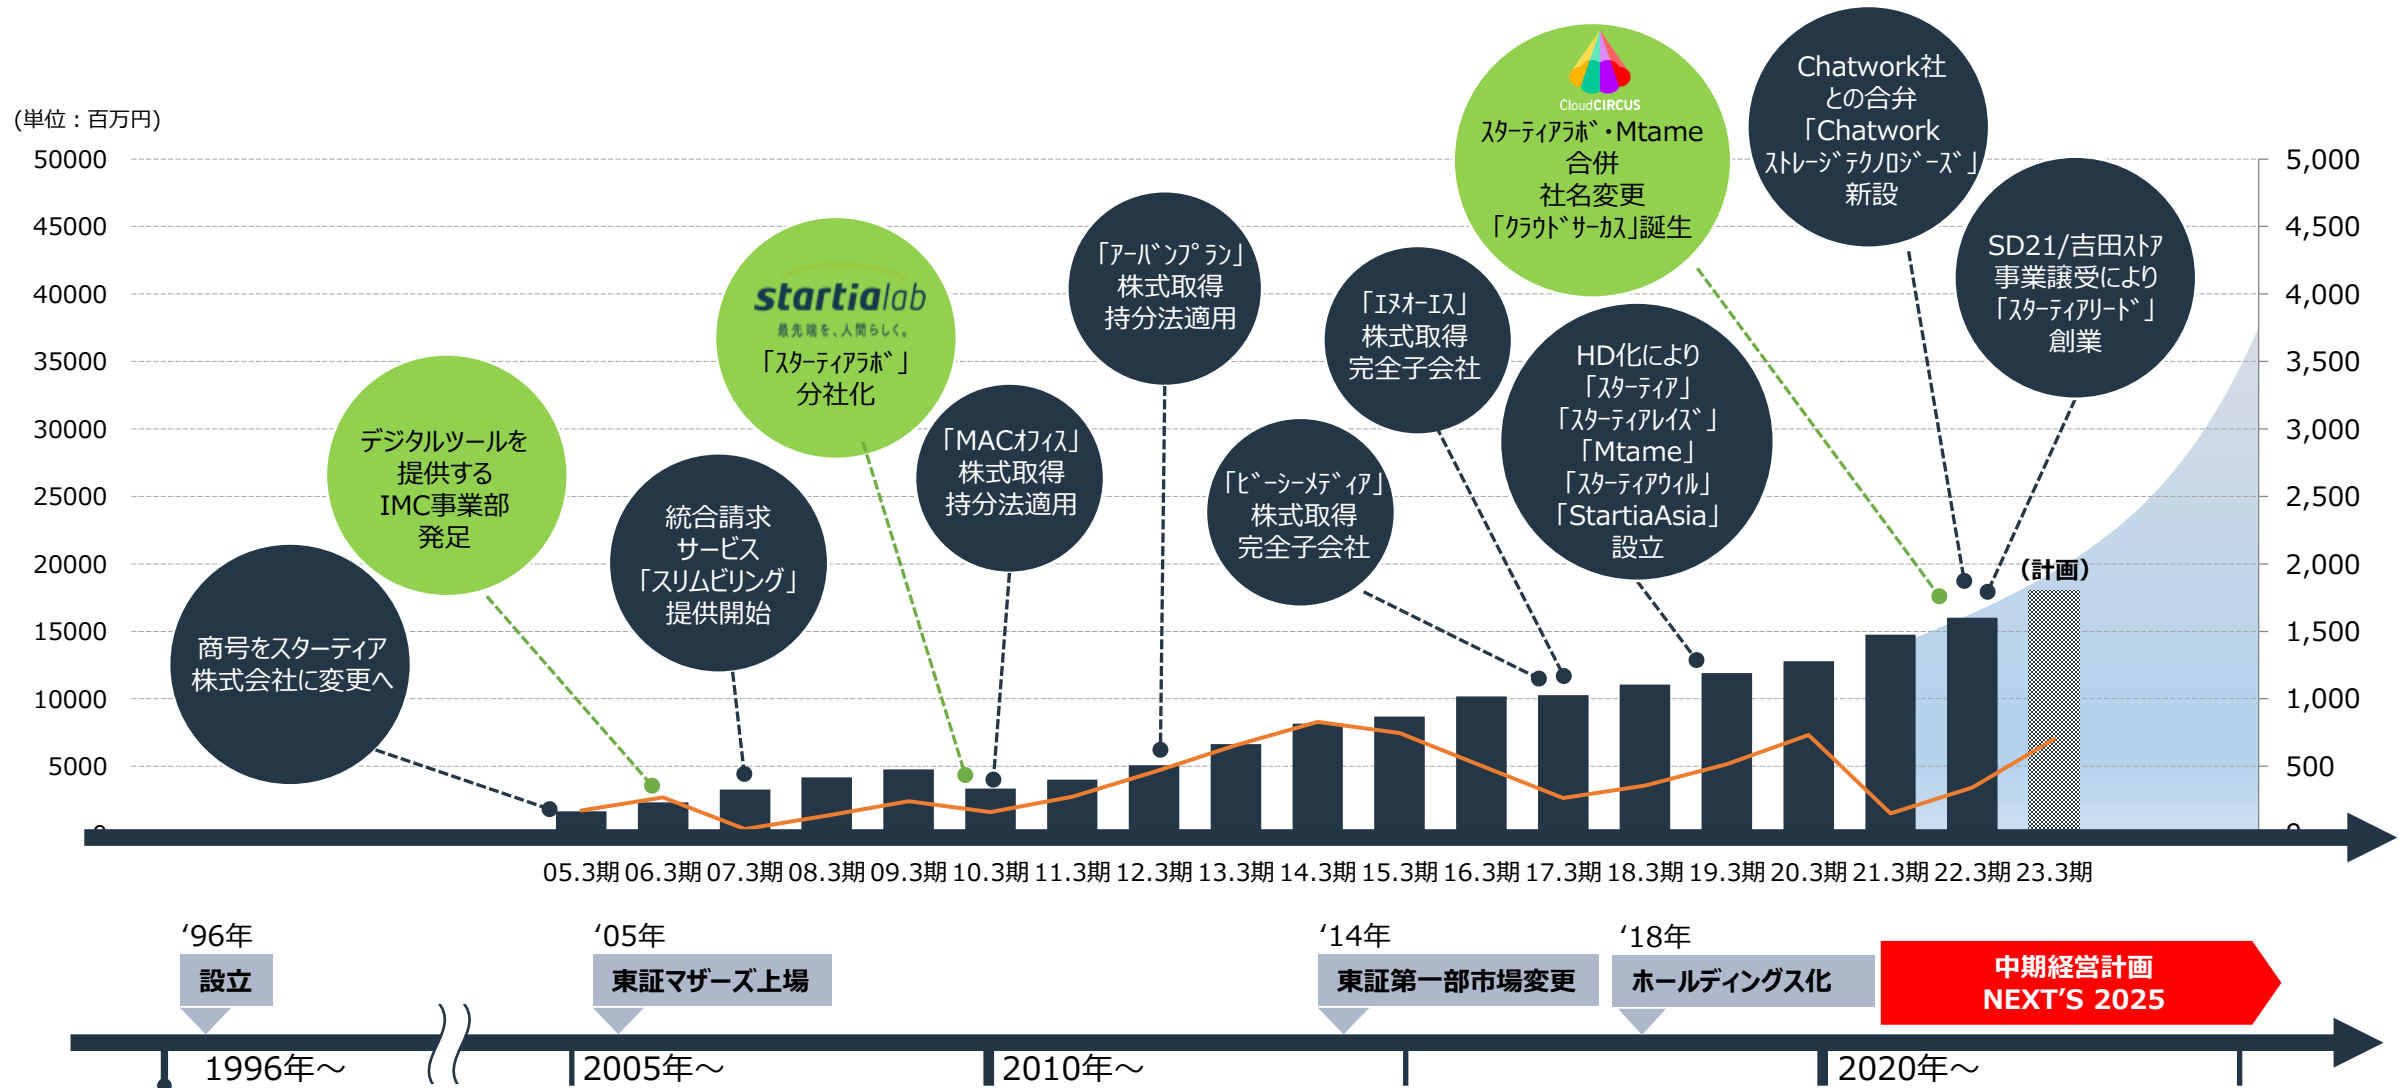 (単位：百万円)
50000
45000
40000
35000
30000
25000
20000
15000
10000
5000
0
5,000
4,500
4,000
3,500
3,000
2,500
2,000
1,500
1,000
500
0
商号をスターティア
株式会社に変更へ
デジタルツールを
提供する
IMC事業部
発足
統合請求
サービス
「スリムビリング」
提供開始
startialab
最先端を、人間らしく。
「ｽﾀｰﾃｨｱﾗﾎﾞ」
分社化
「MACｵﾌｨｽ」
株式取得
持分法適用
「ｱｰﾊﾞﾝﾌﾟﾗﾝ」
株式取得
持分法適用
「ﾋﾞｰｼｰﾒﾃﾞｨｱ」
株式取得
完全子会社
「ｴﾇｵｰｴｽ」
株式取得
完全子会社
HD化により
「ｽﾀｰﾃｨｱ」
「ｽﾀｰﾃｨｱﾚｲｽﾞ」
「Mtame」
「ｽﾀｰﾃｨｱｳｨﾙ」
「StartiaAsia」
設立
CloudCIRCUS
ｽﾀｰﾃｨｱﾗﾎﾞ・Mtame
合併
社名変更
「ｸﾗｳﾄﾞｻｰｶｽ」誕生
Chatwork社
との合弁
「Chatwork
ｽﾄﾚｰｼﾞﾃｸﾉﾛｼﾞｰｽﾞ」
新設
SD21/吉田ｽﾄｱ
事業譲受により
「ｽﾀｰﾃｨｱﾘｰﾄﾞ」
創業
（計画）
05.3期 06.3期 07.3期 08.3期 09.3期 10.3期 11.3期 12.3期 13.3期 14.3期 15.3期 16.3期 17.3期 18.3期 19.3期 20.3期 21.3期 22.3期 23.3期
‘96年
設立
‘05年
東証マザーズ上場
‘14年
東証第一部市場変更
‘18年
ホールディングス化
中期経営計画
NEXT’S 2025
1996年～
2005年～
2010年～
2020年～